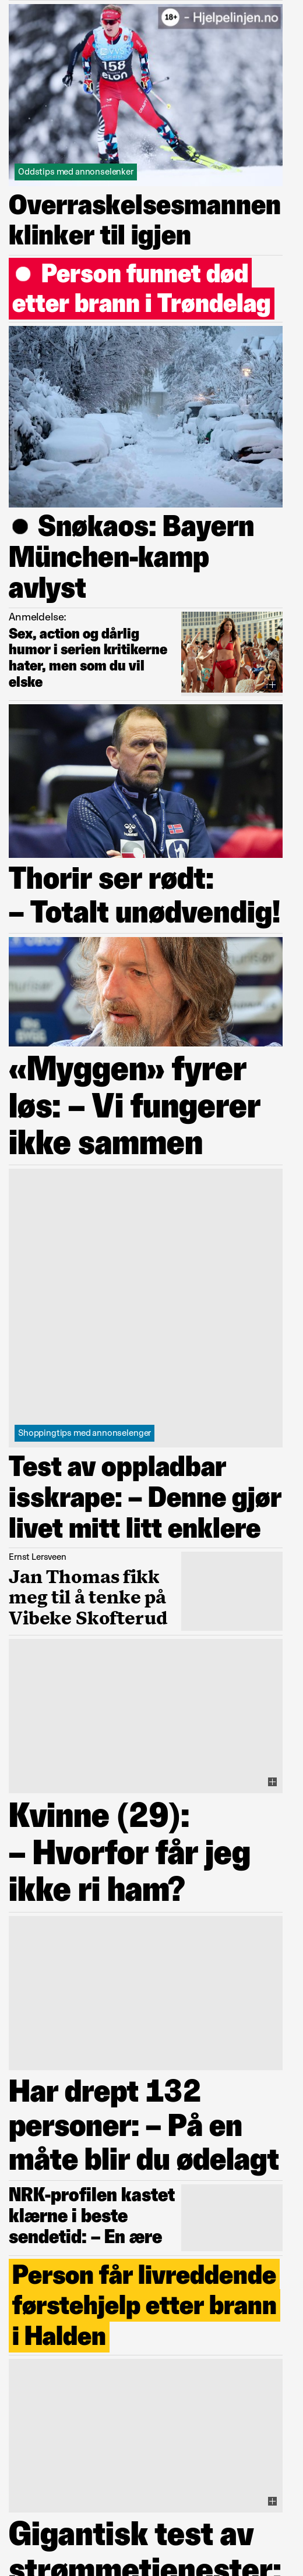 18+ - Hjelpelinjen.no
158
Oddstips med annonselenker
Overraskelsesmannen
klinker til igjen
● Person funnet død
etter brann i Trøndelag
● Snøkaos: Bayern
München-kamp
avlyst
Anmeldelse:
Sex, action og dårlig
humor i serien kritikerne
hater, men som du vil
elske
Thorir ser rødt:
– Totalt unødvendig!
«Myggen» fyrer
løs: – Vi fungerer
ikke sammen
Shoppingtips med annonselenger
Test av oppladbar
isskrape: – Denne gjør
livet mitt litt enklere
Ernst Lersveen
Jan Thomas fikk
meg til å tenke på
Vibeke Skofterud
Kvinne (29):
– Hvorfor får jeg
ikke ri ham?
Har drept 132
personer: – På en
måte blir du ødelagt
NRK-profilen kastet
klærne i beste
sendetid: – En ære
Person får livreddende
førstehjelp etter brann
i Halden
Gigantisk test av
strømmetjenester: